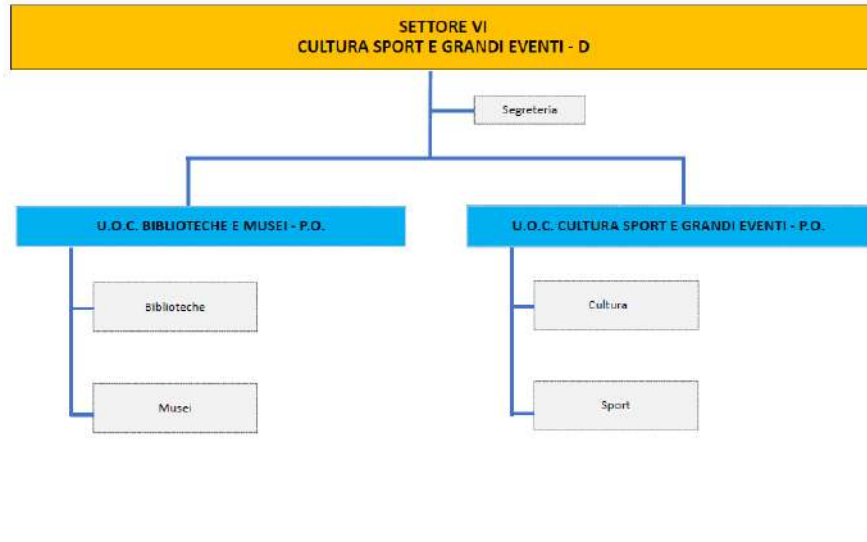 SETTORE VI
CULTURA SPORT E GRANDI EVENTI - D
Segreteria
U.O.C. BIBLIOTECHE E MUSEI - P.O.
U.O.C. CULTURA SPORT E GRANDI EVENTI - P.O.
Biblioteche
Cultura
Musei
Sport